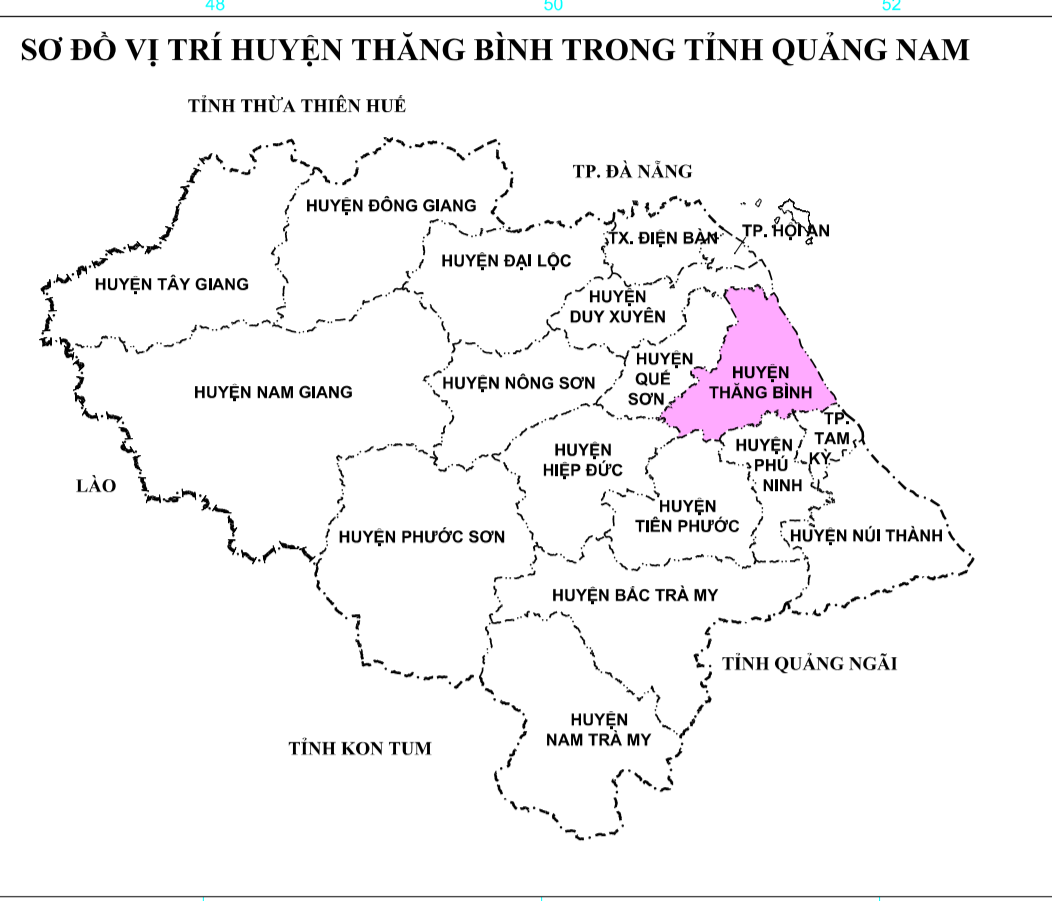 48 50 52
SƠ ĐỒ VỊ TRÍ HUYỆN THĂNG BÌNH TRONG TỈNH QUẢNG NAM
TỈNH THỪA THIÊN HUẾ
TP. ĐÀ NẴNG
HUYỆN ĐÔNG GIANG
TX. ĐIỆN BÀN
TP. HỘI AN
HUYỆN ĐẠI LỘC
HUYỆN TÂY GIANG
HUYỆN
DUY XUYÊN
HUYỆN
QUẾ
SƠN
HUYỆN
THĂNG BÌNH
HUYỆN NAM GIANG
HUYỆN NÔNG SƠN
TP.
TAM
KỲ
HUYỆN
PHÚ
NINH
HUYỆN
HIỆP ĐỨC
LÀO
HUYỆN
TIÊN PHƯỚC
HUYỆN PHƯỚC SƠN
HUYỆN NÚI THÀNH
HUYỆN BẮC TRÀ MY
TỈNH QUẢNG NGÃI
HUYỆN
NAM TRÀ MY
TỈNH KON TUM